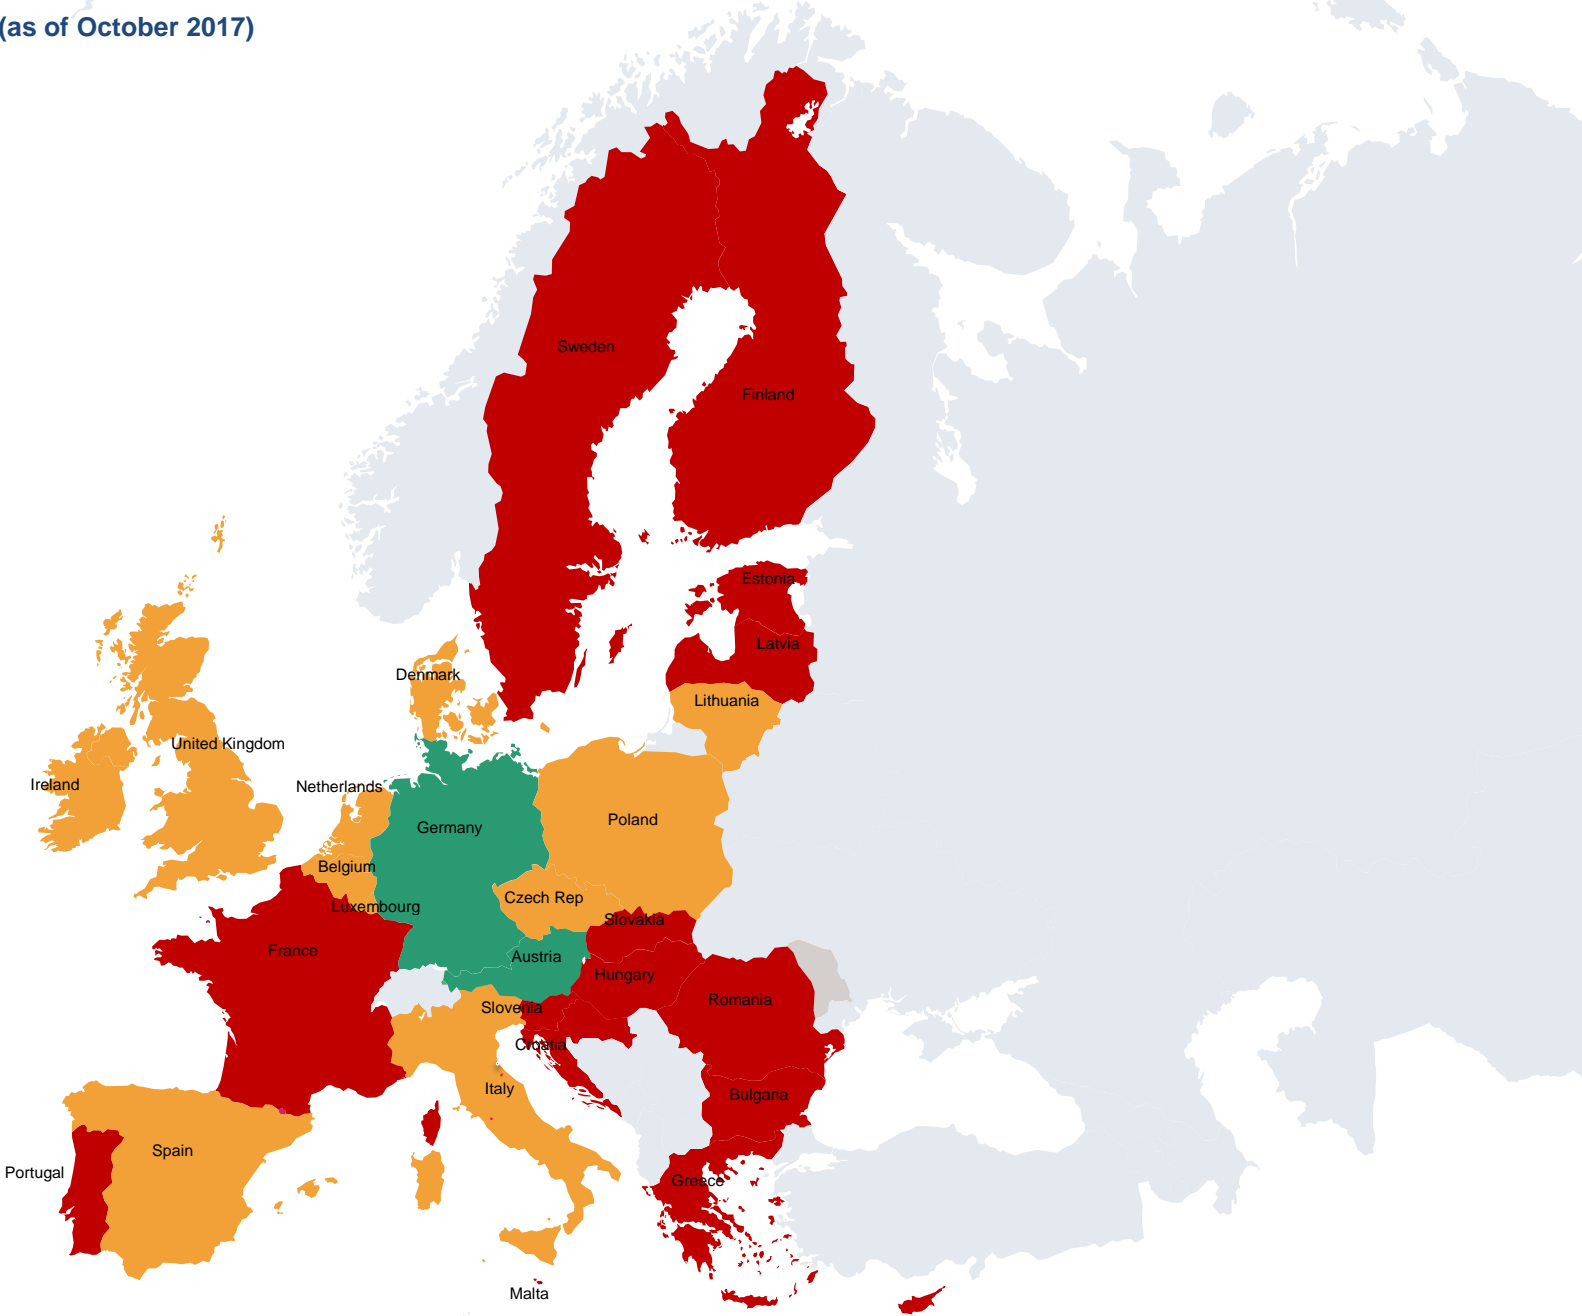 (as of October 2017)
Sweden
Finland
Estonia
Latvia
Denmark
Lithuania
United Kingdom
Ireland
Netherlands
Poland
Germany
Belgium
Czech Rep
Luxembourg
Slovakia
France
Austria
Hungary
Romania
Slovenia
Croatia
Italy
Bulgaria
Spain
Portugal
Greece
Malta